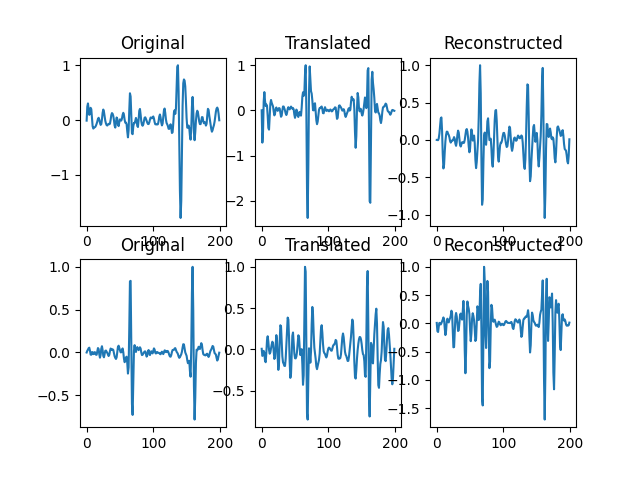 Original Translated Reconstructed
1 1 1.0
0 0 0.5
−1 −1 0.0
−2 −0.5
−1.0
0 100 200 0 100 200 0 100 200
Original Translated Reconstructed
1.0 1.0 1.0
0.5 0.5 0.5
0.0 0.0 0.0
−0.5 −0.5 −0.5
−1.0
−1.5
0 100 200 0 100 200 0 100 200